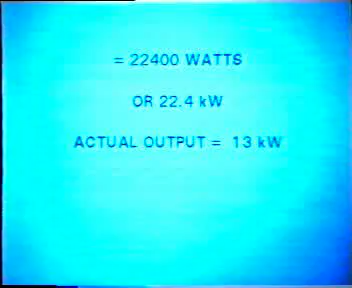 = 22400 WATTS
OR 22.4 kW
ACTUAL OUTPUT = 13 kW